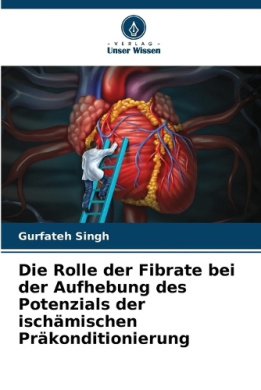 - VERLAG -
Unser Wissen
Gurfateh Singh
Die Rolle der Fibrate bei
der Aufhebung des
Potenzials der
ischämischen
Präkonditionierung